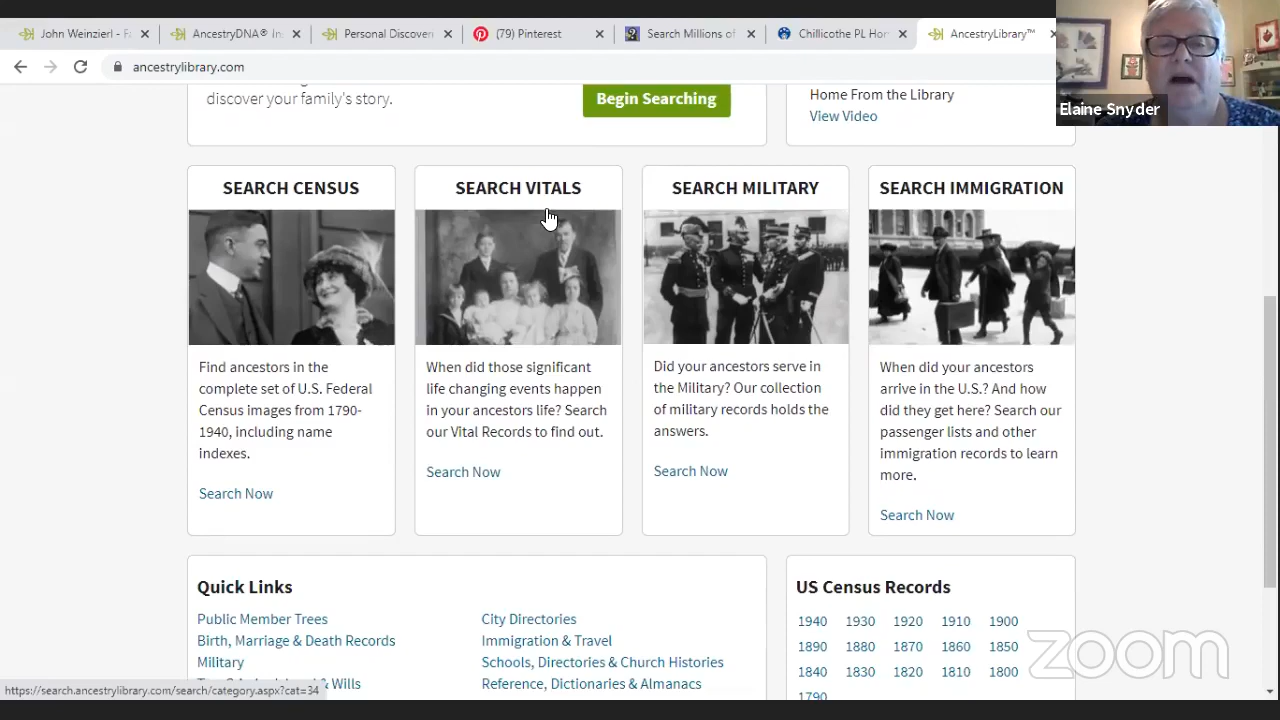 John Weinzierl - F
AncestryDNA® in
Personal Discover
(79) Pinterest
Search Millions of
Chillicothe PL Hor
AncestryLibrary™
ancestrylibrary.com
Elaine Snyder
discover your family's story.
Begin Searching
Home From the Library
View Video
SEARCH CENSUS
Find ancestors in the
complete set of U.S. Federal
Census images from 1790-
1940, including name
indexes.
Search Now
SEARCH VITALS
When did those significant
life changing events happen
in your ancestors life? Search
our Vital Records to find out.
Search Now
SEARCH MILITARY
Did your ancestors serve in
the Military? Our collection
of military records holds the
answers.
Search Now
SEARCH IMMIGRATION
When did your ancestors
arrive in the U.S.? And how
did they get here? Search our
passenger lists and other
immigration records to learn
more.
Search Now
Quick Links
Public Member Trees
Birth, Marriage & Death Records
Military
& Wills
City Directories
Immigration & Travel
Schools, Directories & Church Histories
Reference, Dictionaries & Almanacs
US Census Records
1940 1930 1920 1910 1900
1890 1880 1870 1860 1850
1840 1830 1820 1810 1800
1790
zoom
https://search.ancestrylibrary.com/search/category.aspx?cat=34